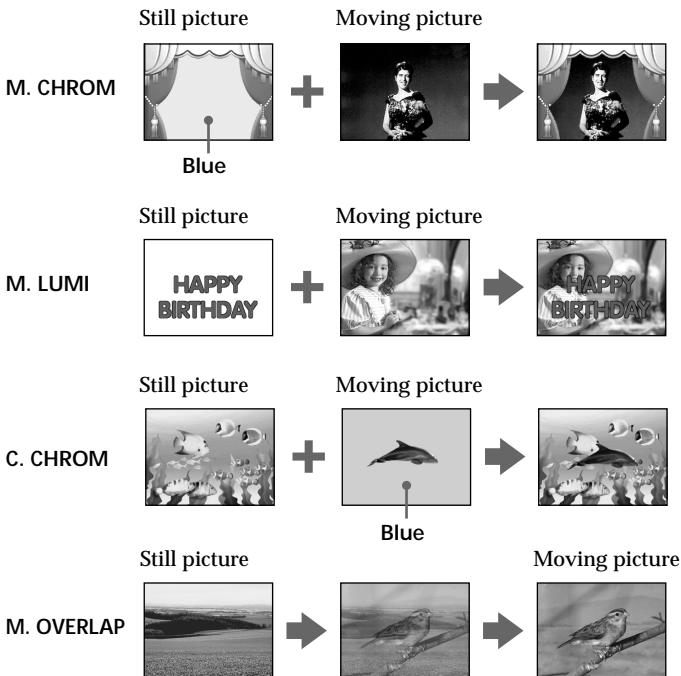 Still picture Moving picture
M. CHROM
Blue
Still picture Moving picture
M. LUMI
HAPPY
BIRTHDAY
HAPPY
BIRTHDAY
Still picture Moving picture
C. CHROM
Blue
Still picture Moving picture
M. OVERLAP